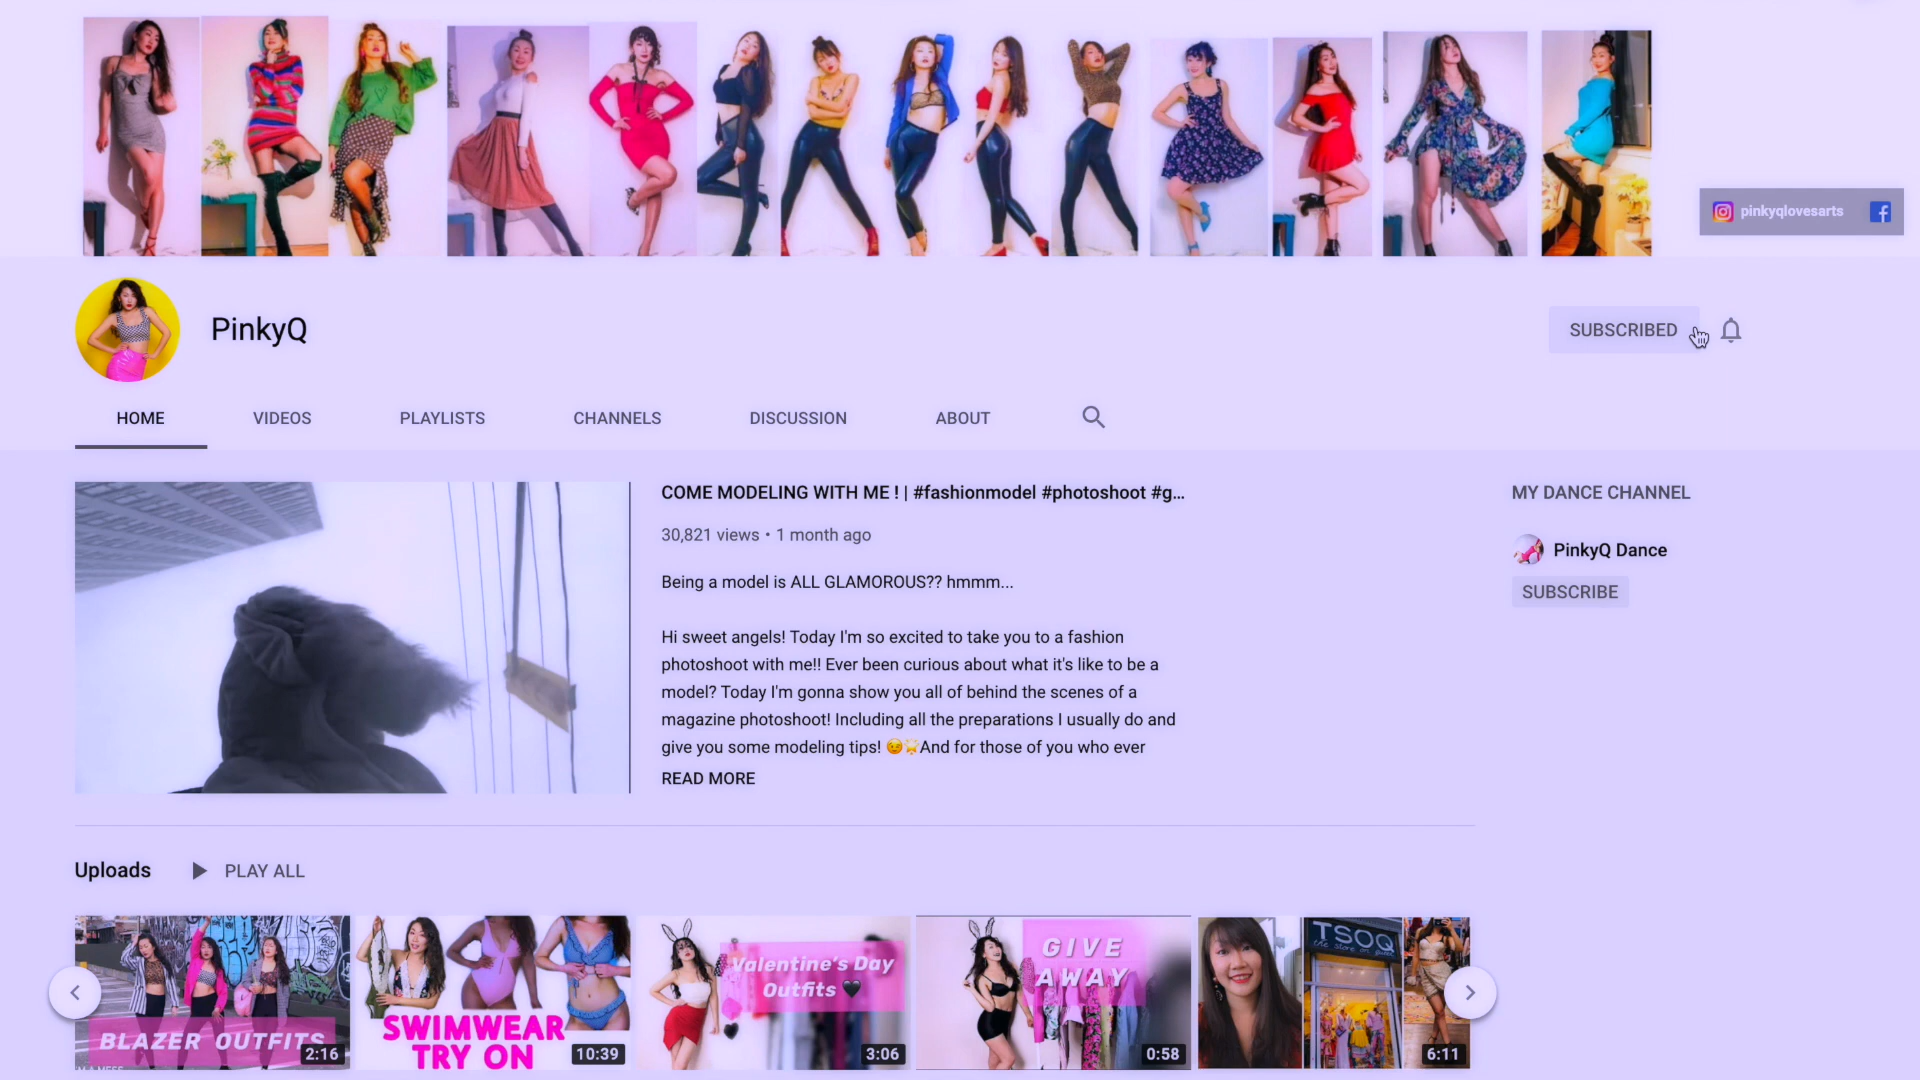 pinkyqlovesarts
PinkyQ
SUBSCRIBED
HOME VIDEOS PLAYLISTS CHANNELS DISCUSSION ABOUT
COME MODELING WITH ME ! | #fashionmodel #photoshoot #g...
30,821 views • 1 month ago
Being a model is ALL GLAMOROUS?? hmmm...
Hi sweet angels! Today I'm so excited to take you to a fashion
photoshoot with me!! Ever been curious about what it's like to be a
model? Today I'm gonna show you all of behind the scenes of a
magazine photoshoot! Including all the preparations I usually do and
give you some modeling tips! 😉🌟And for those of you who ever
READ MORE
MY DANCE CHANNEL
PinkyQ Dance
SUBSCRIBE
Uploads PLAY ALL
BLAZER OUTFITS
2:16
SWIMWEAR
TRY ON
10:39
Valentine's Day
Outfits 🖤
3:06
GIVE
AWAY
0:58
TSOQ
the store on queen
6:11